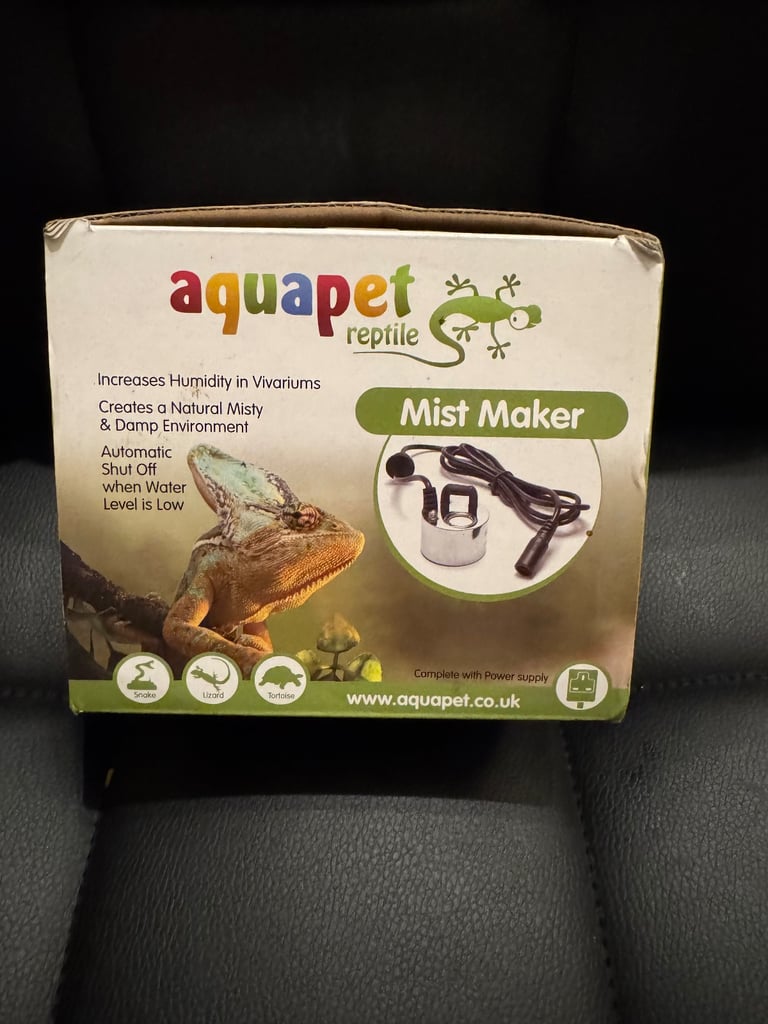 aquapet
reptile
Increases Humidity in Vivariums
Creates a Natural Misty
& Damp Environment
Automatic
Shut Off
when Water
Level is Low
Mist Maker
Complete with Power supply
Snake
Lizard
Tortoise
www.aquapet.co.uk